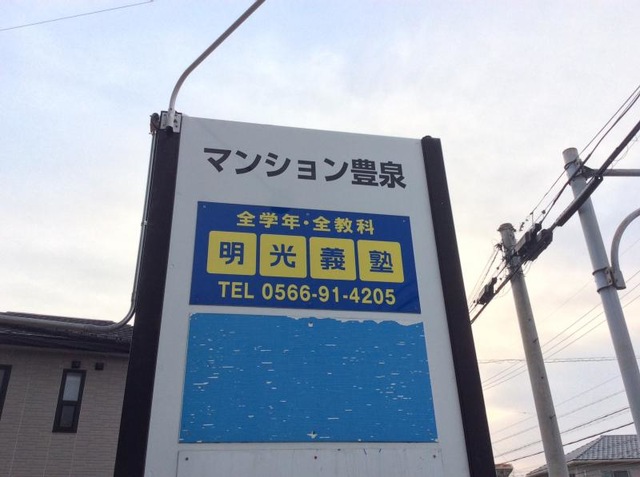 マンション豊泉
全学年・全教科
明光義塾
TEL 0566-91-4205